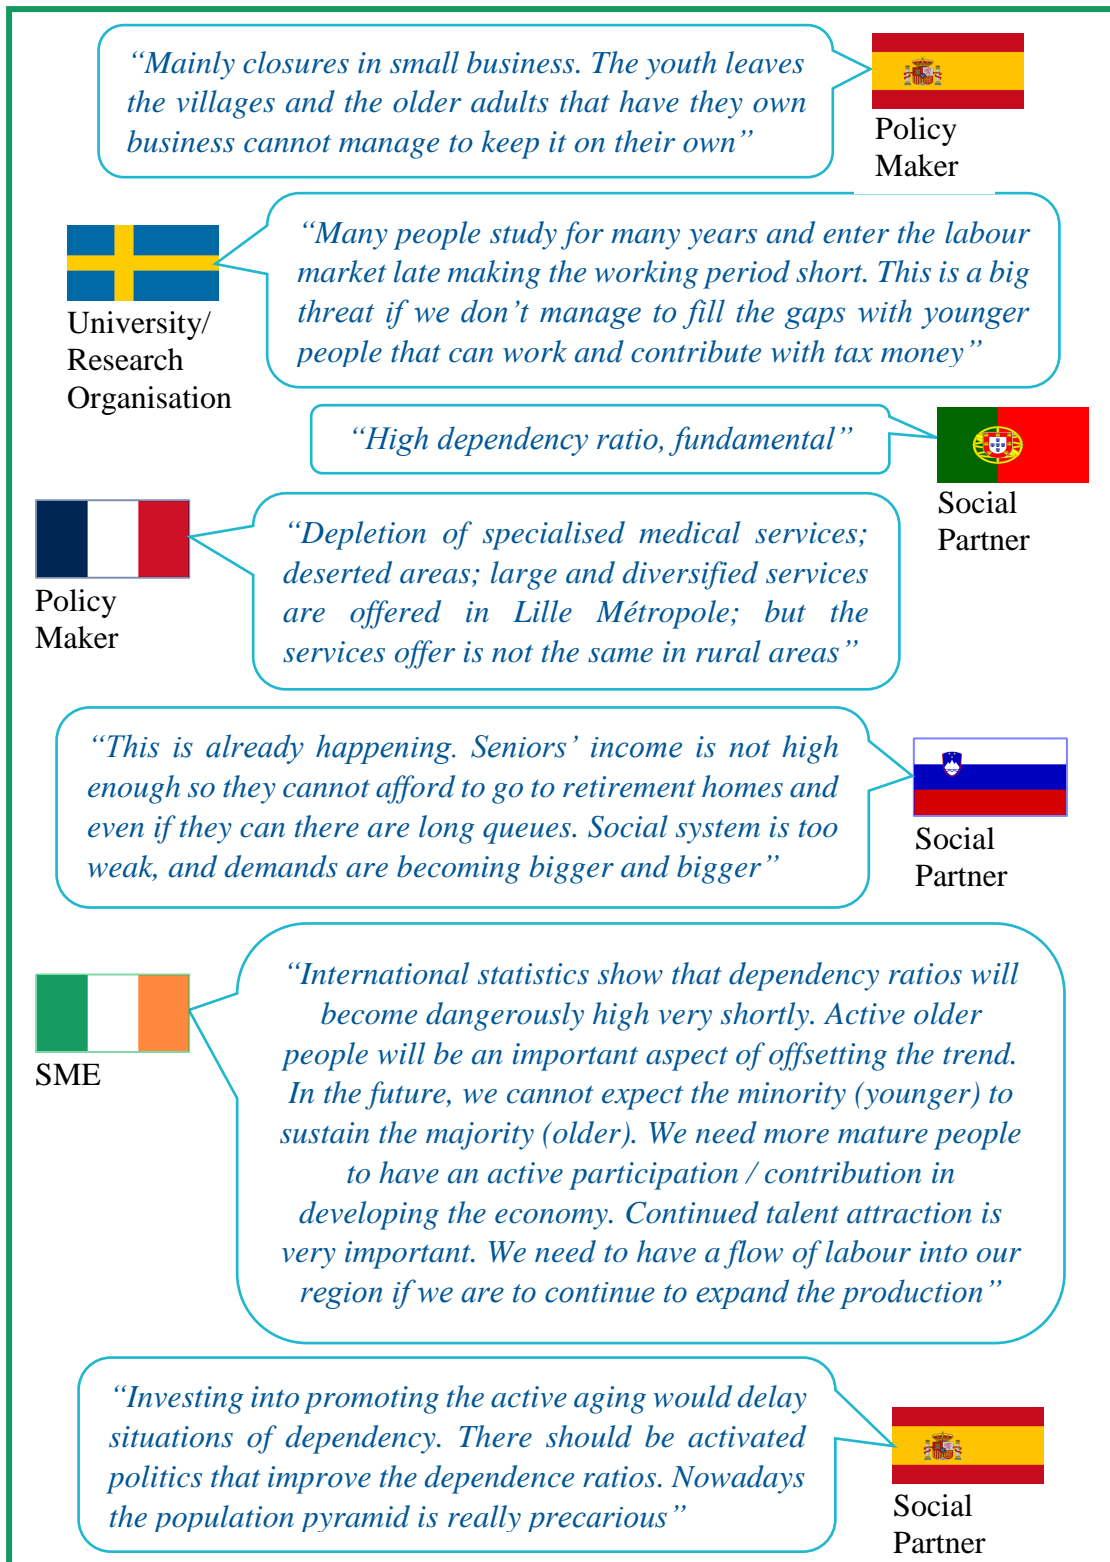 “Mainly closures in small business. The youth leaves
the villages and the older adults that have they own
business cannot manage to keep it on their own”
Policy
Maker
“Many people study for many years and enter the labour
market late making the working period short. This is a big
threat if we don’t manage to fill the gaps with younger
people that can work and contribute with tax money”
University/
Research
Organisation
“High dependency ratio, fundamental”
Social
Partner
“Depletion of specialised medical services;
deserted areas; large and diversified services
are offered in Lille Métropole; but the
services offer is not the same in rural areas”
Policy
Maker
“This is already happening. Seniors’ income is not high
enough so they cannot afford to go to retirement homes and
even if they can there are long queues. Social system is too
weak, and demands are becoming bigger and bigger”
Social
Partner
“International statistics show that dependency ratios will
become dangerously high very shortly. Active older
people will be an important aspect of offsetting the trend.
In the future, we cannot expect the minority (younger) to
sustain the majority (older). We need more mature people
to have an active participation / contribution in
developing the economy. Continued talent attraction is
very important. We need to have a flow of labour into our
region if we are to continue to expand the production”
SME
“Investing into promoting the active aging would delay
situations of dependency. There should be activated
politics that improve the dependence ratios. Nowadays
the population pyramid is really precarious”
Social
Partner